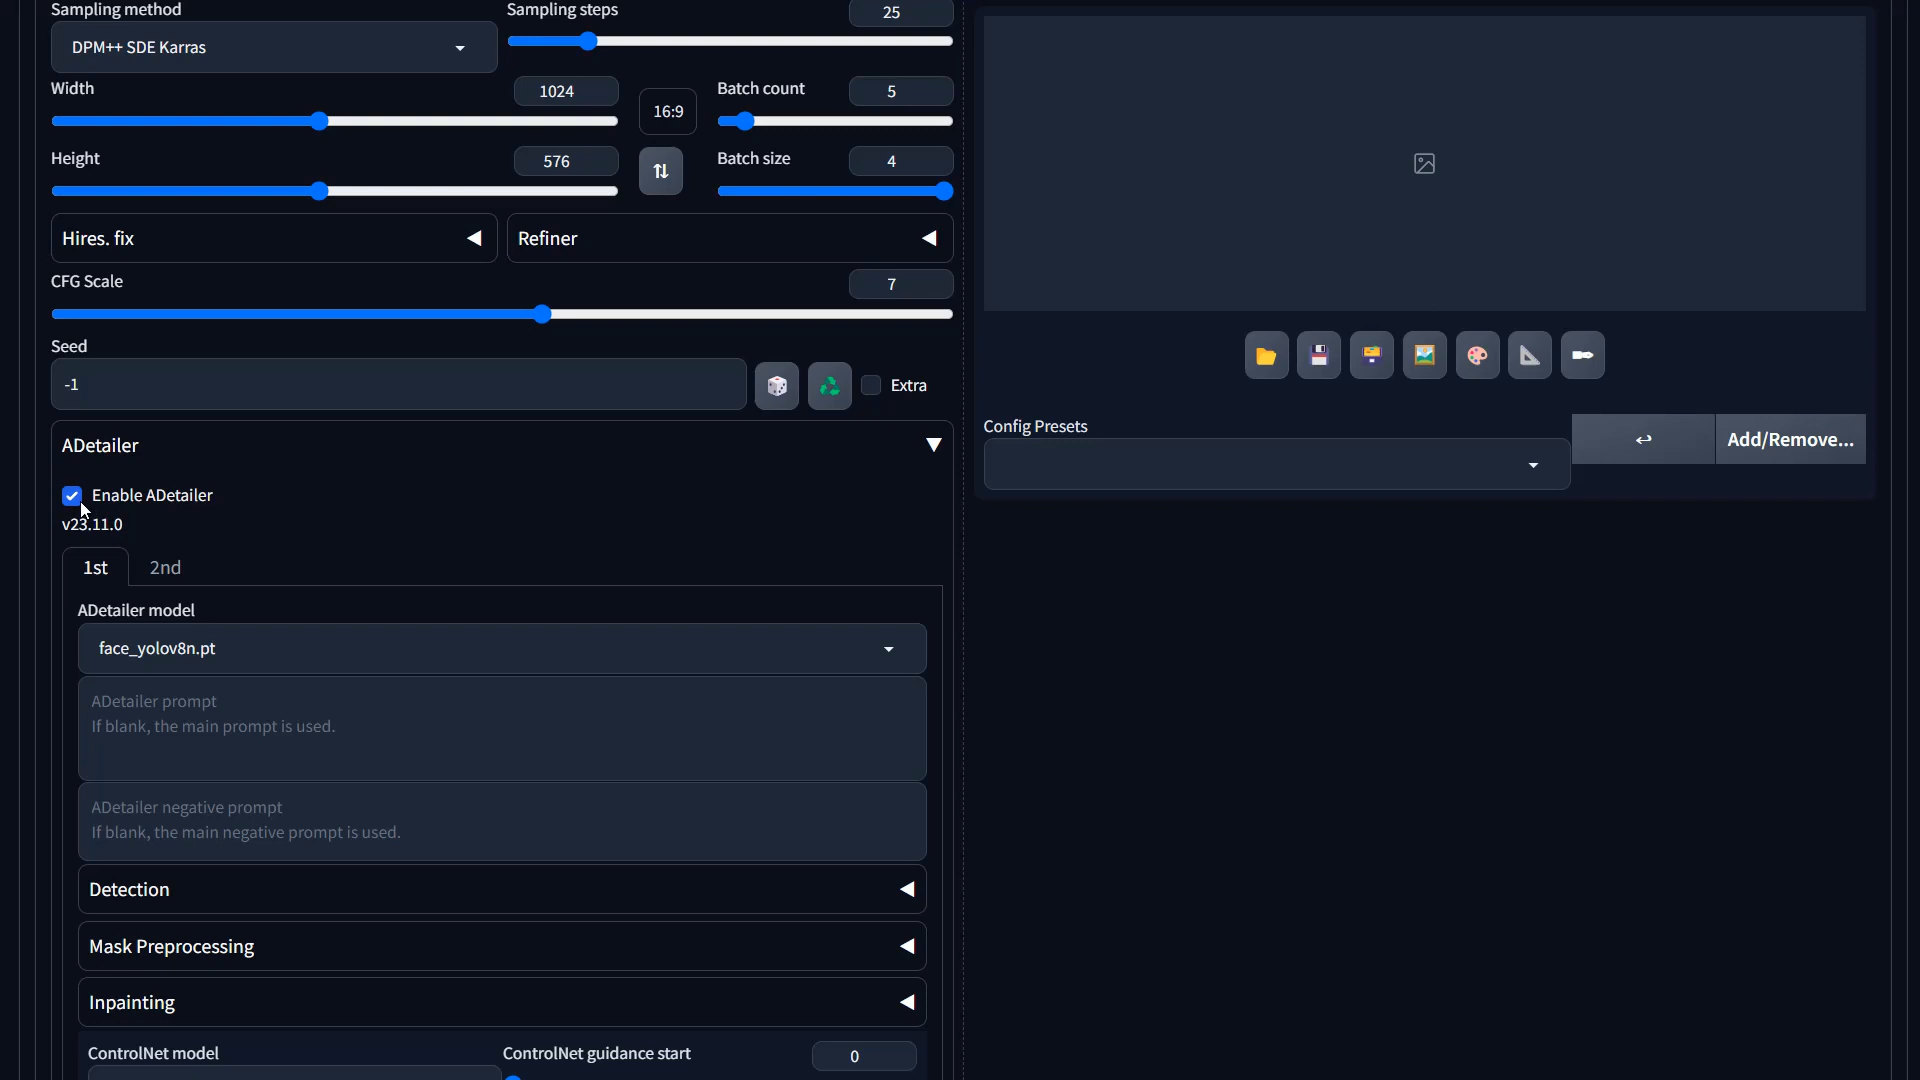 Sampling method
Sampling steps
25
DPM++ SDE Karras
Width
1024
16:9
Batch count
5
Height
576
Batch size
4
Hires. fix
Refiner
CFG Scale
7
Seed
-1
Extra
ADetailer
Enable ADetailer
v23.11.0
1st
2nd
ADetailer model
face_yolov8n.pt
ADetailer prompt
If blank, the main prompt is used.
ADetailer negative prompt
If blank, the main negative prompt is used.
Detection
Mask Preprocessing
Inpainting
ControlNet model
ControlNet guidance start
0
Config Presets
Add/Remove...